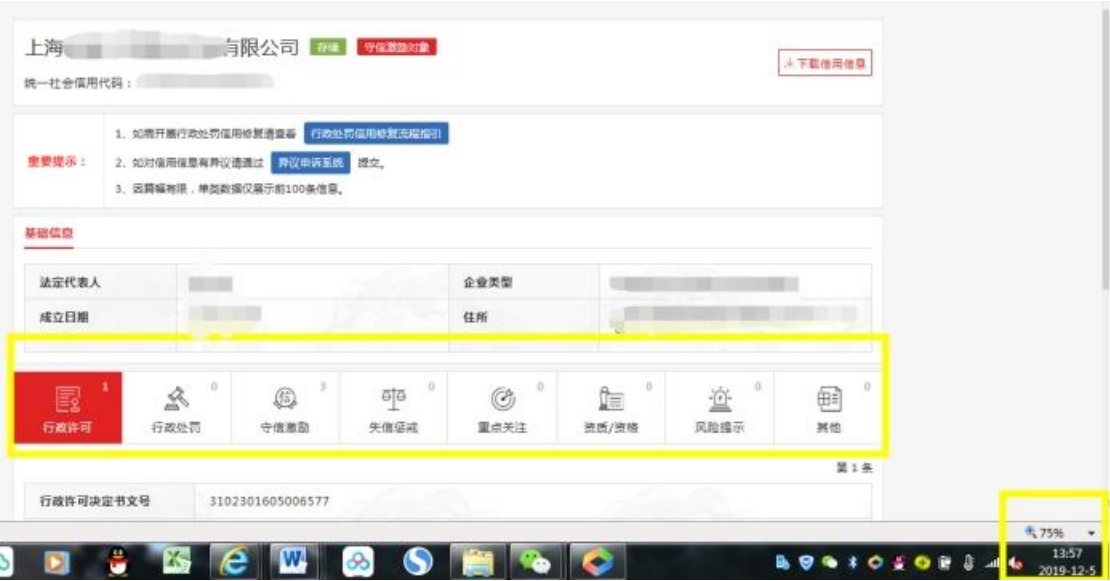 上海 有限公司 存续 守信激励对象
下载信用信息
统一社会信用代码：
重要提示：
1、如需开展行政处罚信用修复请查看 行政处罚信用修复流程指引
2、如对信用信息有异议请通过 异议申诉系统 提交。
3、因篇幅有限，单类数据仅展示前100条信息。
基础信息
法定代表人 企业类型
成立日期 住所
1 0 3 0 0 0 0 0
行政许可 行政处罚 守信激励 失信惩戒 重点关注 资质/资格 风险提示 其他
第 1 条
行政许可决定书文号 3102301605006577
75%
13:57
2019-12-5